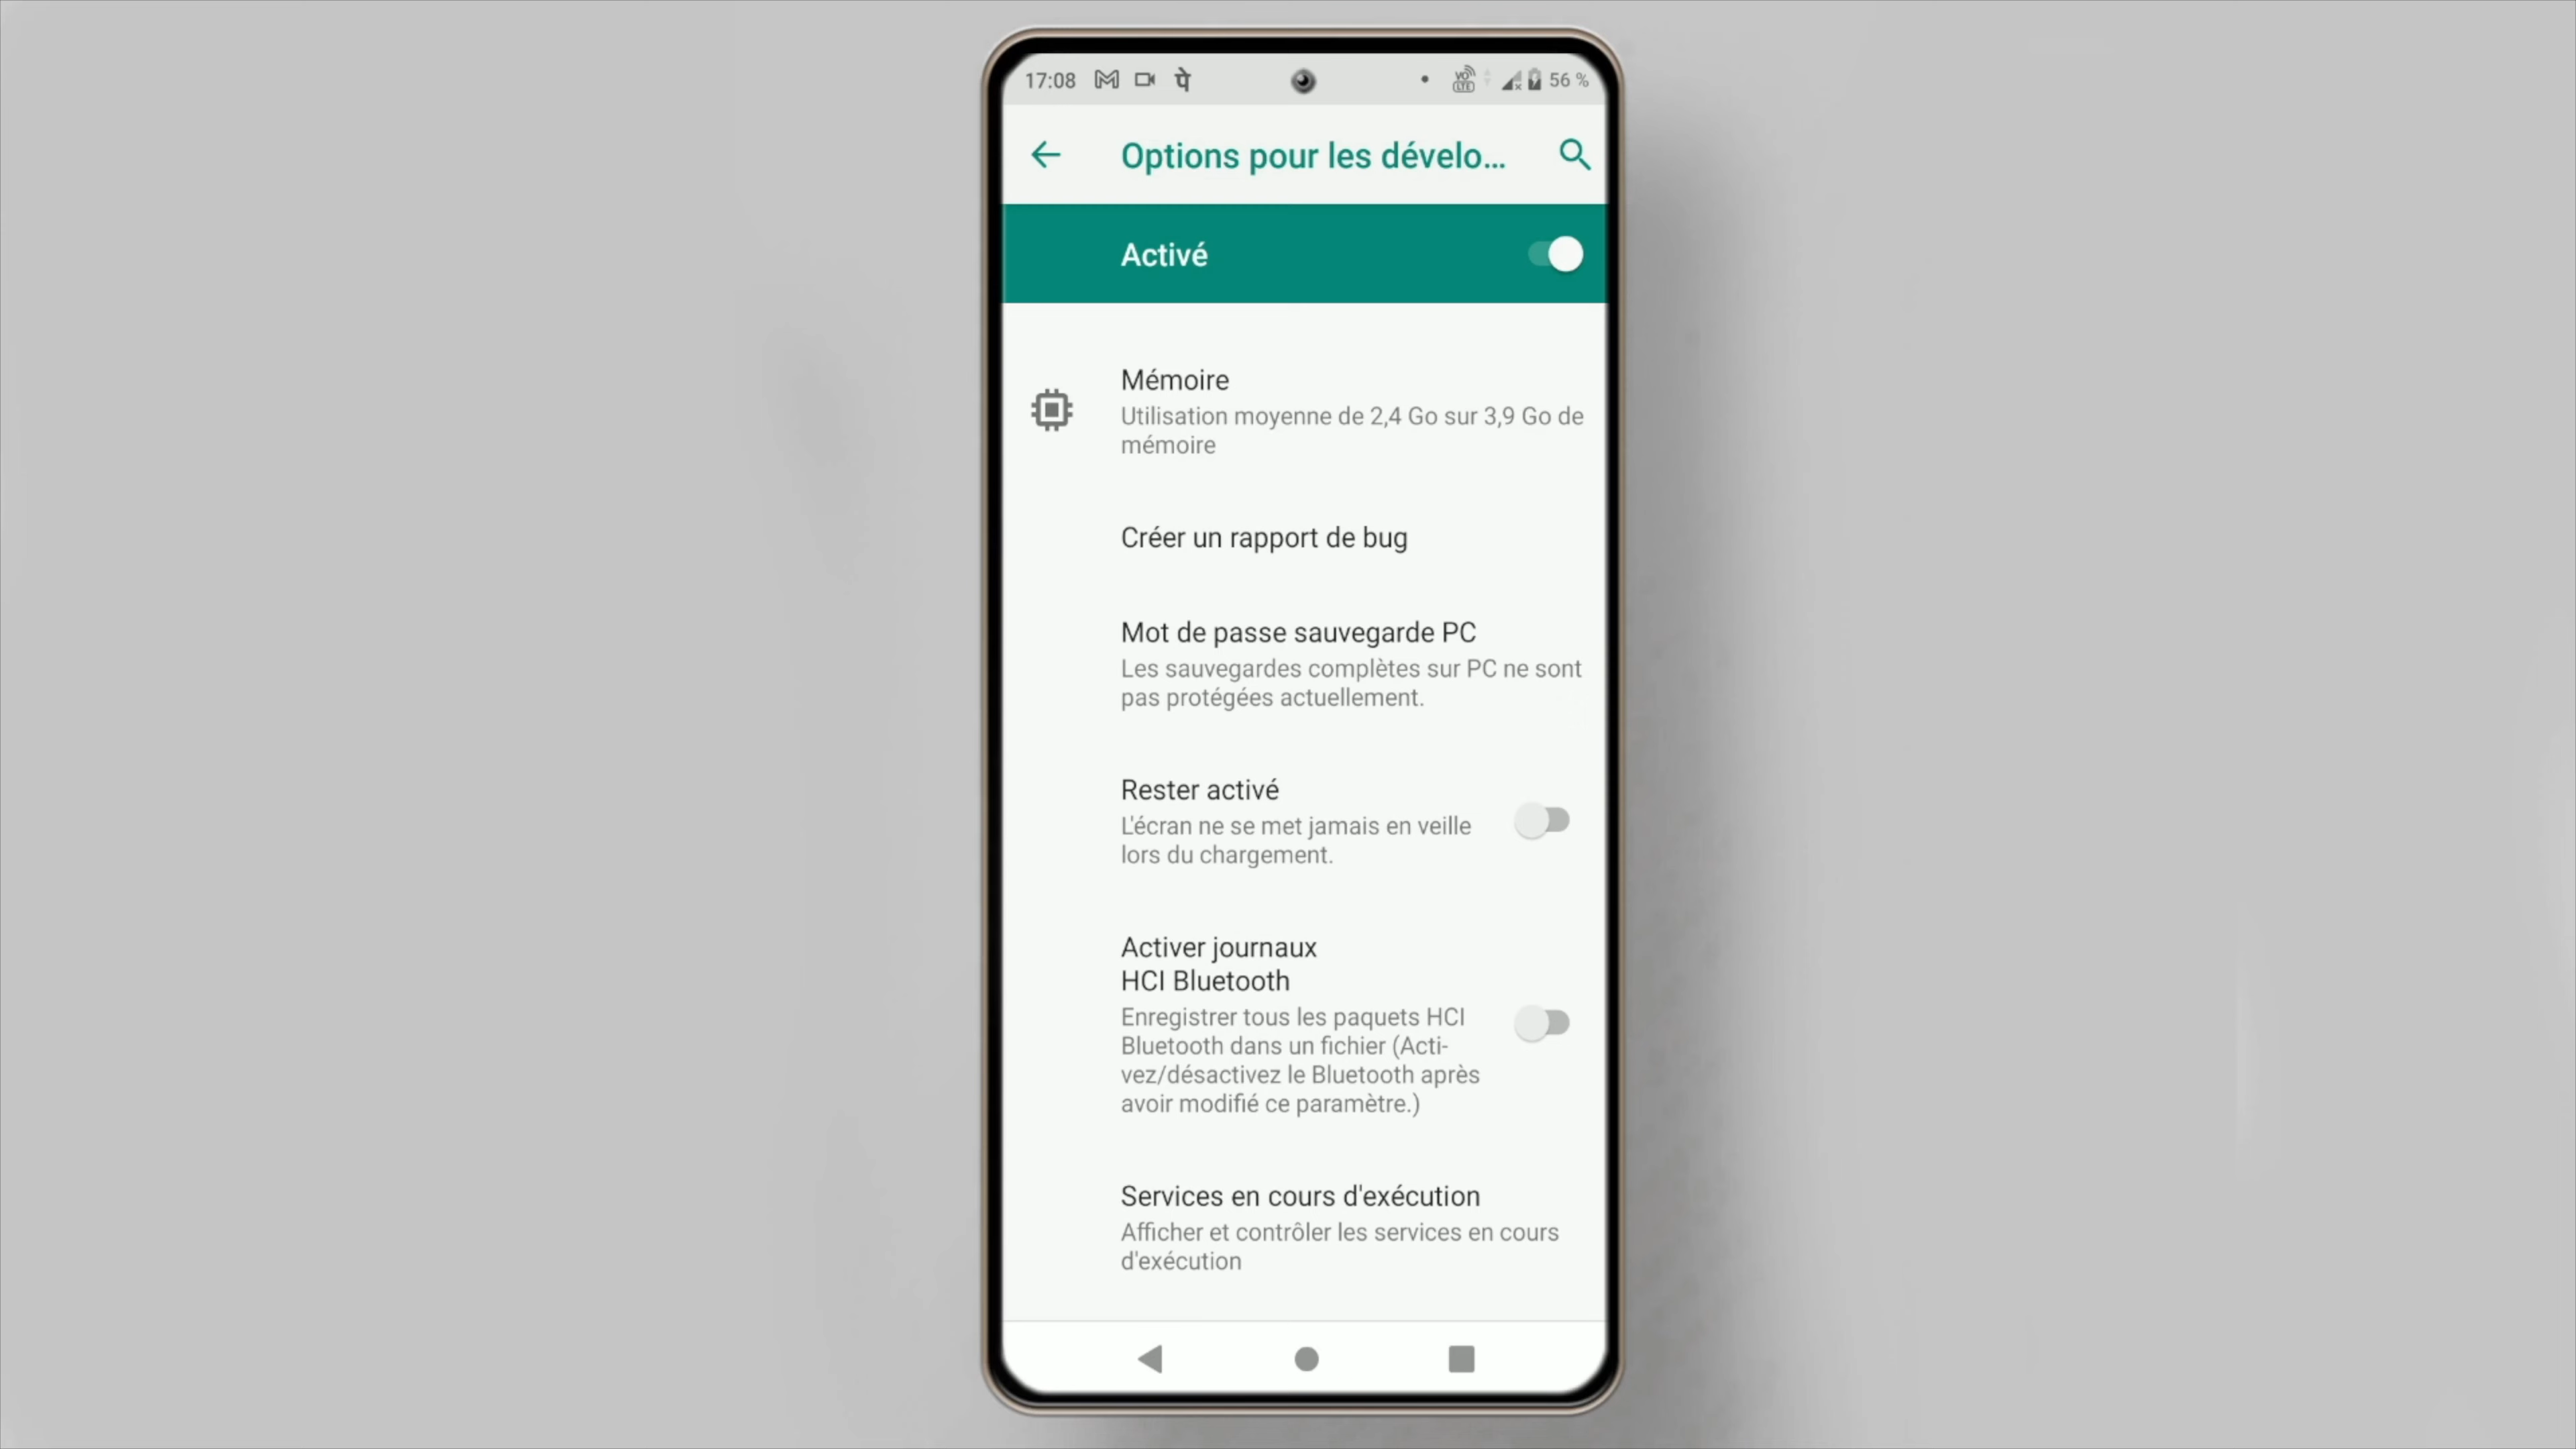 17:08 पे VO LTE 56 %
Options pour les dévelo...
Activé
Mémoire
Utilisation moyenne de 2,4 Go sur 3,9 Go de
mémoire
Créer un rapport de bug
Mot de passe sauvegarde PC
Les sauvegardes complètes sur PC ne sont
pas protégées actuellement.
Rester activé
L'écran ne se met jamais en veille
lors du chargement.
Activer journaux
HCI Bluetooth
Enregistrer tous les paquets HCI
Bluetooth dans un fichier (Acti-
vez/désactivez le Bluetooth après
avoir modifié ce paramètre.)
Services en cours d'exécution
Afficher et contrôler les services en cours
d'exécution